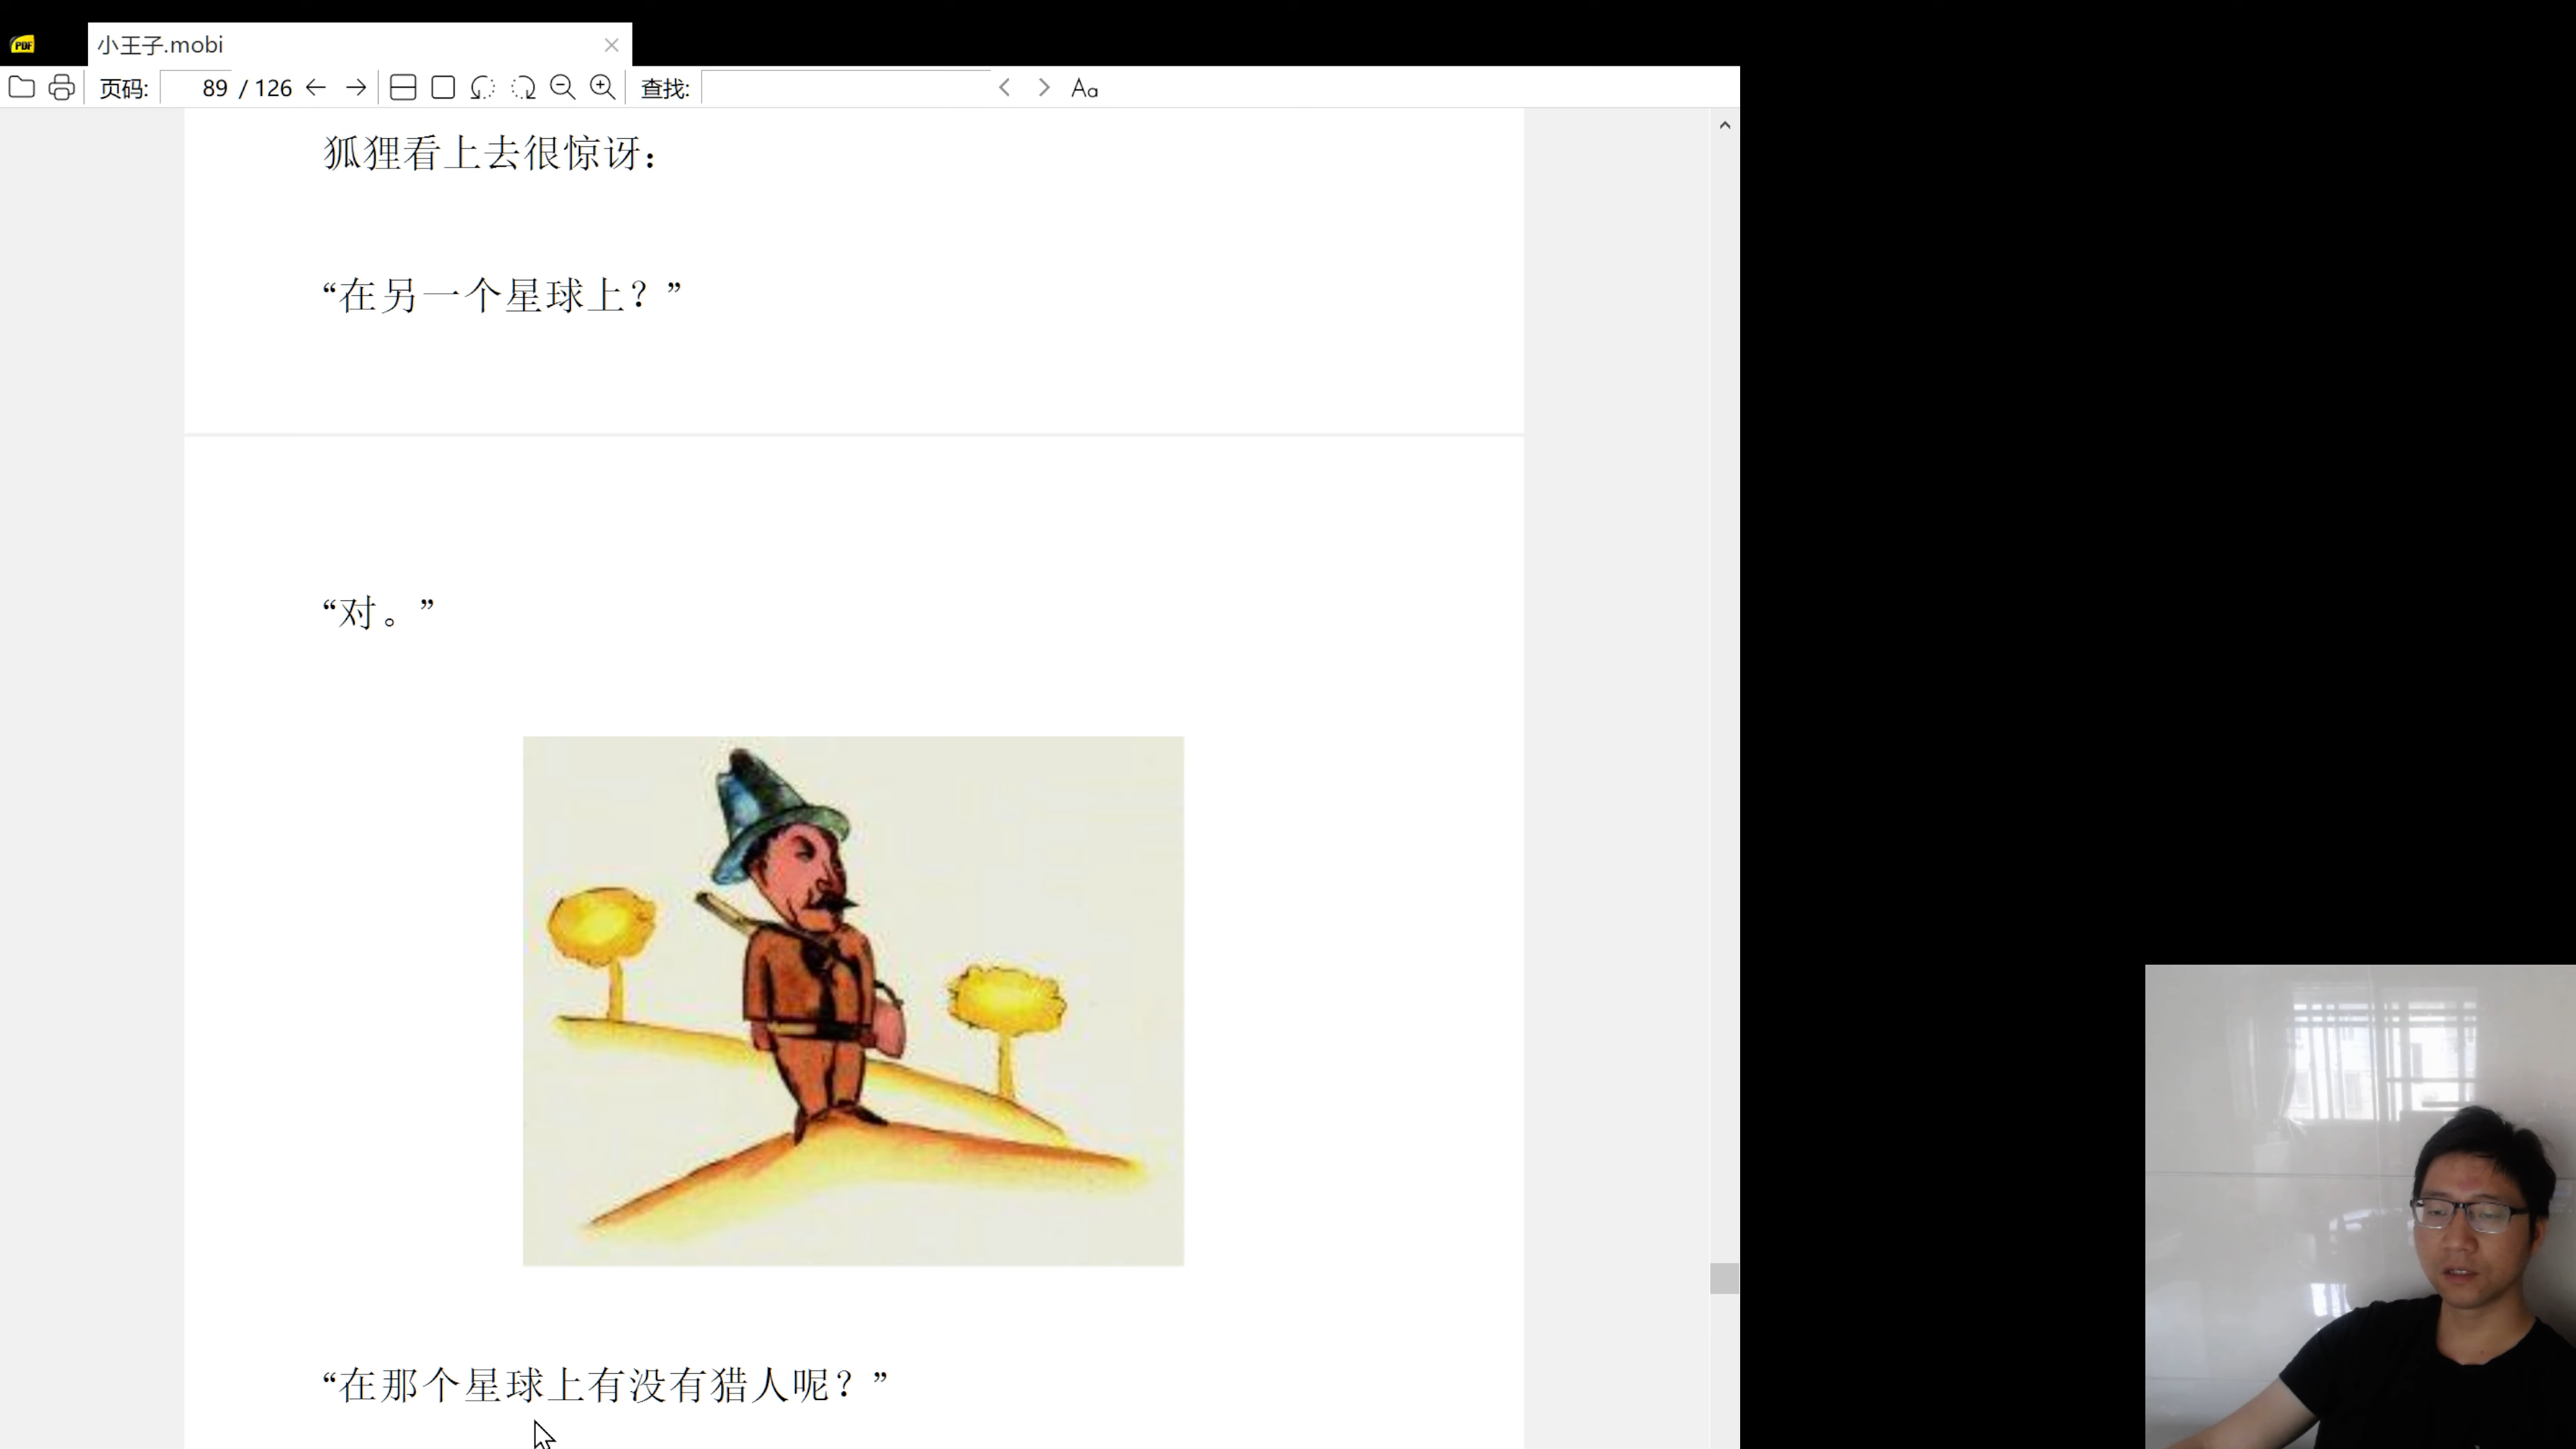 小王子.mobi
PDF
页码: 89 / 126 查找: Aa
狐狸看上去很惊讶：
“在另一个星球上？”
“对。”
“在那个星球上有没有猎人呢？”